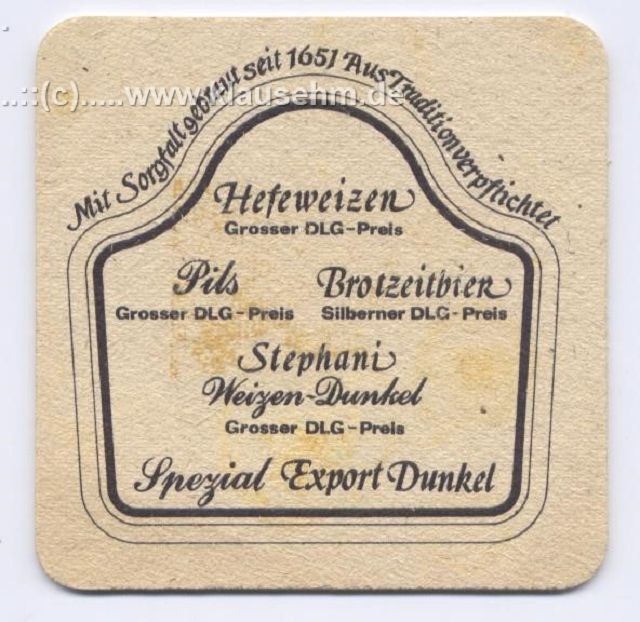 Mit Sorgfalt gebraut seit 1651 Aus Tradition verpflichtet
..::(c).....www.klausehm.de
Hefeweizen
Grosser DLG-Preis
Pils Brotzeitbier
Grosser DLG-Preis Silberner DLG-Preis
Stephani
Weizen-Dunkel
Grosser DLG-Preis
Spezial Export Dunkel